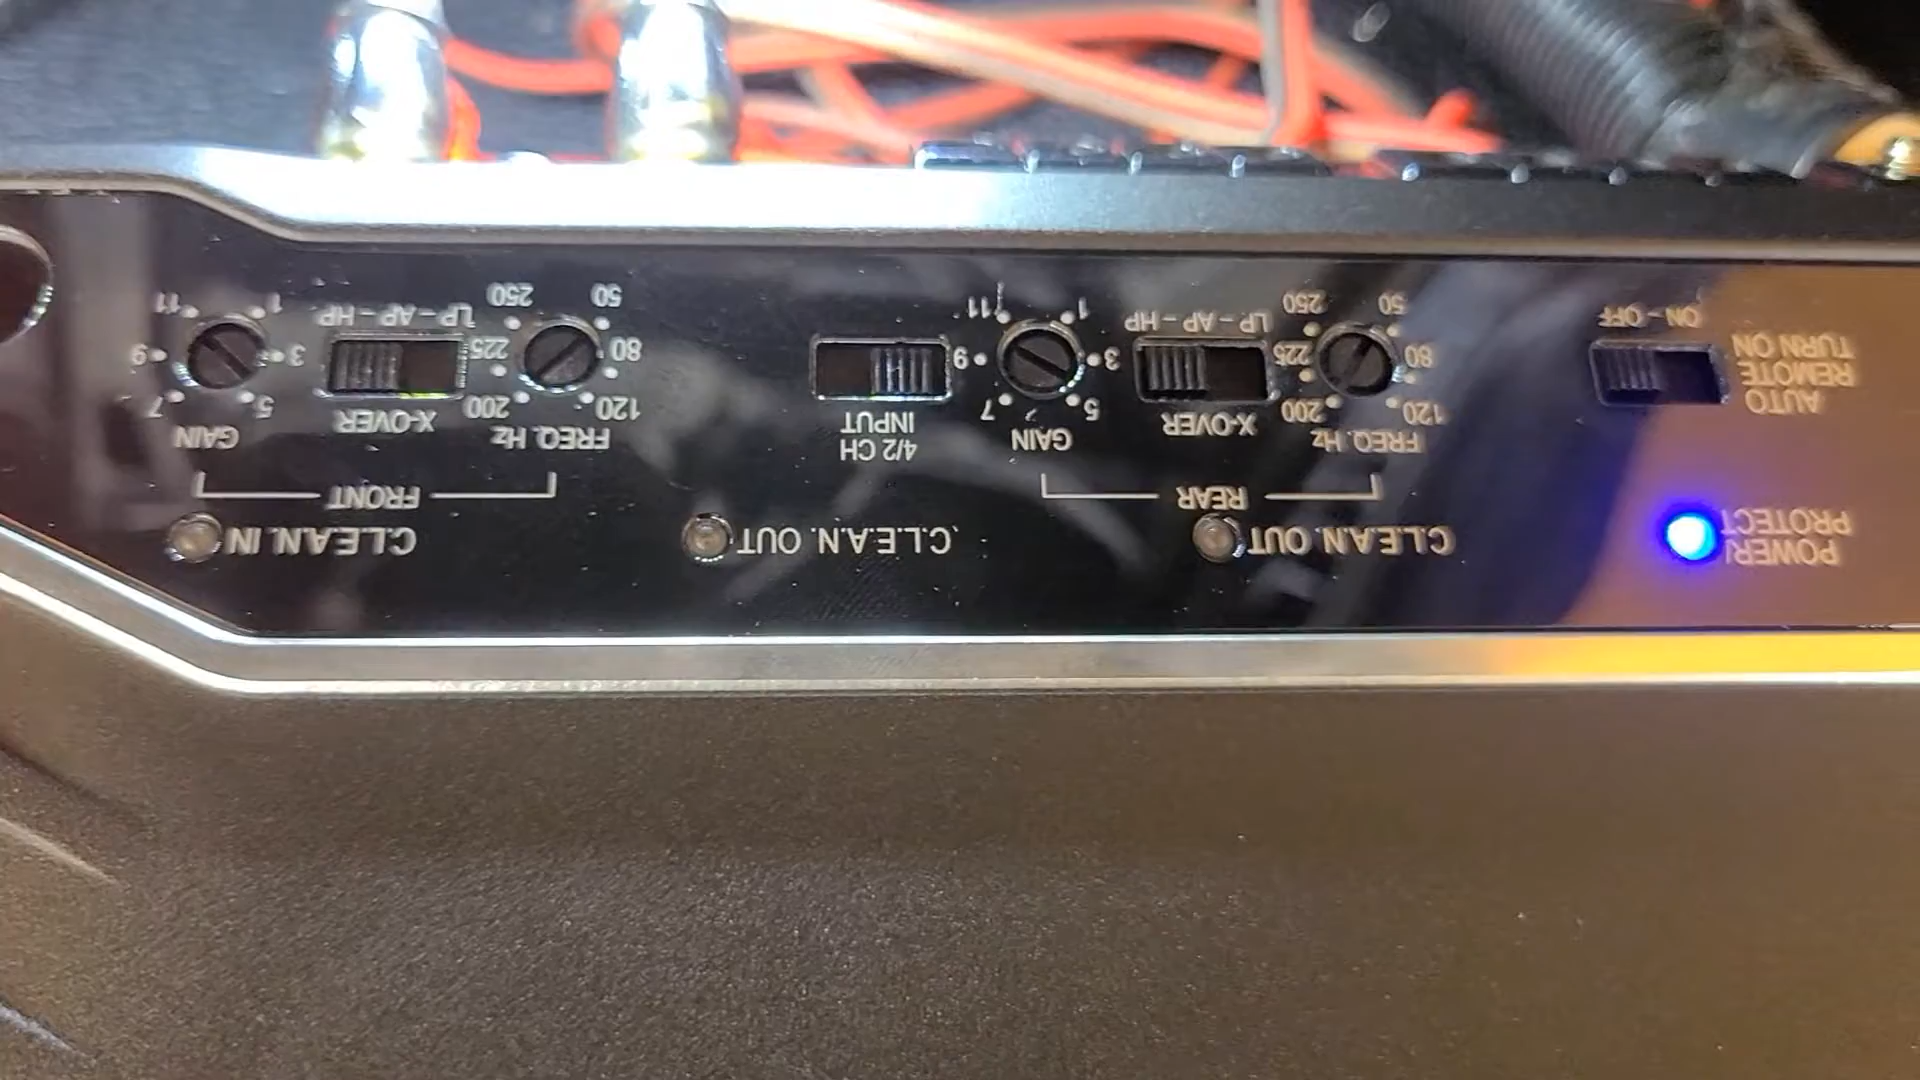 POWER/
PROTECT
C.L.E.A.N. OUT
C.L.E.A.N. OUT
C.L.E.A.N. IN
REAR
FRONT
AUTO
REMOTE
TURN ON
ON - OFF
FREQ. Hz
120 200
80 225
50 250
X-OVER
LP - AP - HP
GAIN
5 7
3 9
1 11
4/2 CH
INPUT
FREQ. Hz
120 200
80 225
50 250
X-OVER
LP - AP - HP
GAIN
5 7
3 9
1 11